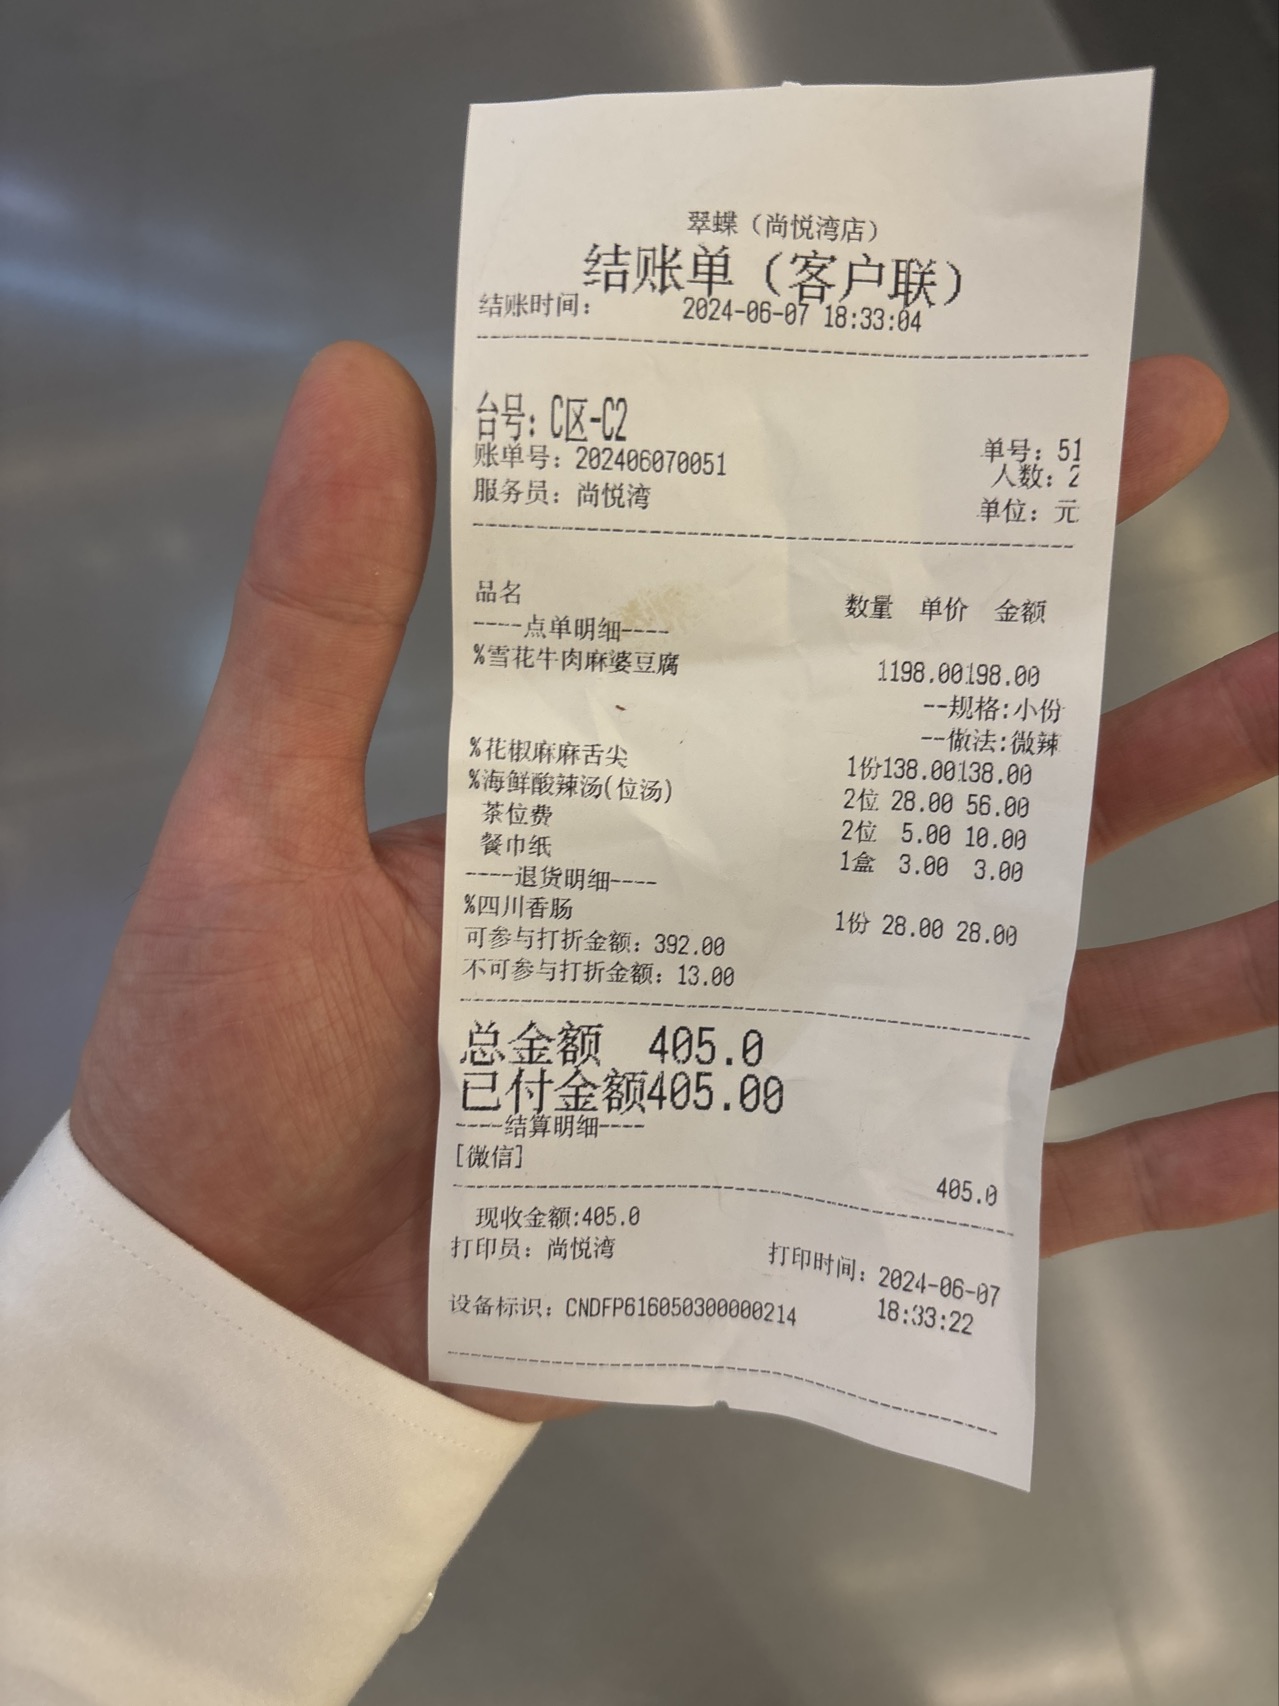 翠蝶（尚悦湾店）
结账单（客户联）
结账时间： 2024-06-07 18:33:04
台号：C区-C2
账单号：202406070051 单号：51
人数：2
服务员：尚悦湾 单位：元
品名 数量 单价 金额
----点单明细----
%雪花牛肉麻婆豆腐 1198.00198.00
--规格:小份
--做法:微辣
%花椒麻麻舌尖 1份138.00138.00
%海鲜酸辣汤(位汤) 2位 28.00 56.00
茶位费 2位 5.00 10.00
餐巾纸 1盒 3.00 3.00
----退货明细----
%四川香肠 1份 28.00 28.00
可参与打折金额：392.00
不可参与打折金额：13.00
总金额 405.0
已付金额405.00
----结算明细----
[微信] 405.0
现收金额:405.0
打印员：尚悦湾 打印时间：2024-06-07
18:33:22
设备标识：CNDFP616050300000214